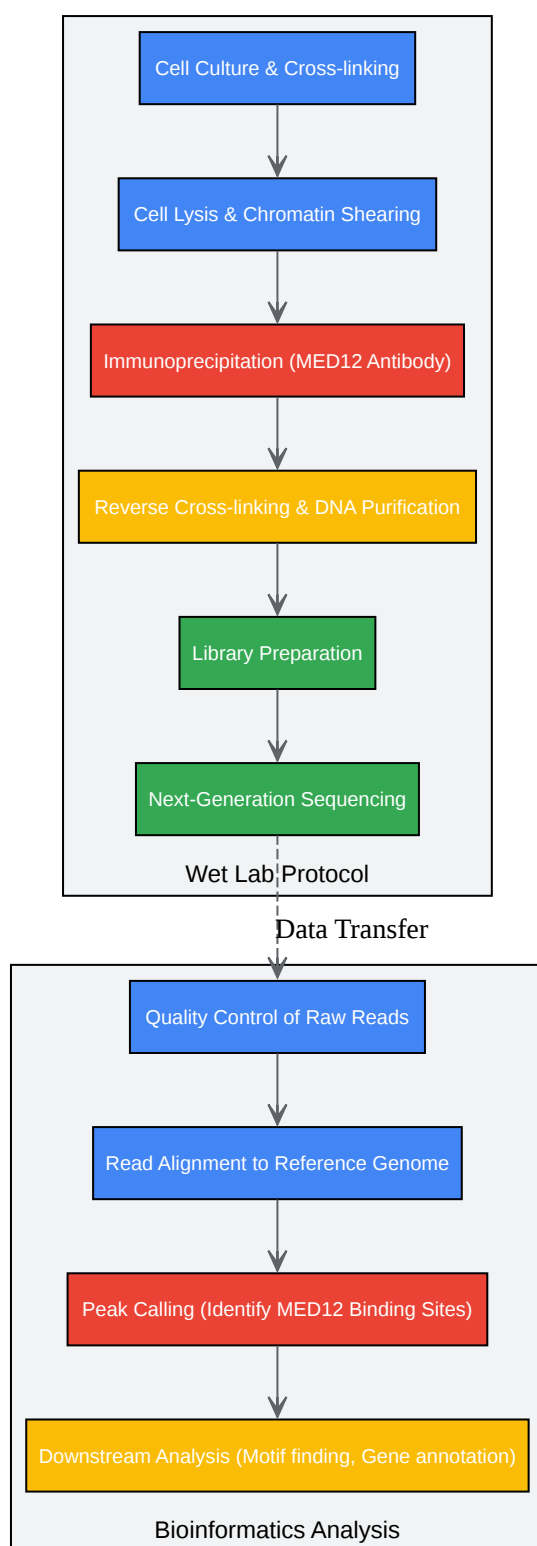 Cell Culture & Cross-linking
Cell Lysis & Chromatin Shearing
Immunoprecipitation (MED12 Antibody)
Reverse Cross-linking & DNA Purification
Library Preparation
Next-Generation Sequencing
Wet Lab Protocol
Data Transfer
Quality Control of Raw Reads
Read Alignment to Reference Genome
Peak Calling (Identify MED12 Binding Sites)
Downstream Analysis (Motif finding, Gene annotation)
Bioinformatics Analysis